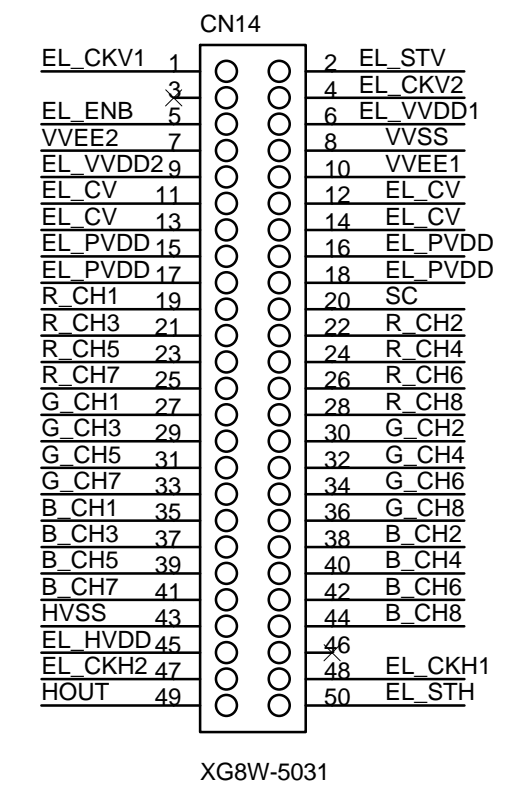 CN14
EL_CKV1 1 2 EL_STV
3 4 EL_CKV2
EL_ENB 5 6 EL_VVDD1
VVEE2 7 8 VVSS
EL_VVDD2 9 10 VVEE1
EL_CV 11 12 EL_CV
EL_CV 13 14 EL_CV
EL_PVDD 15 16 EL_PVDD
EL_PVDD 17 18 EL_PVDD
R_CH1 19 20 SC
R_CH3 21 22 R_CH2
R_CH5 23 24 R_CH4
R_CH7 25 26 R_CH6
G_CH1 27 28 R_CH8
G_CH3 29 30 G_CH2
G_CH5 31 32 G_CH4
G_CH7 33 34 G_CH6
B_CH1 35 36 G_CH8
B_CH3 37 38 B_CH2
B_CH5 39 40 B_CH4
B_CH7 41 42 B_CH6
HVSS 43 44 B_CH8
EL_HVDD 45 46
EL_CKH2 47 48 EL_CKH1
HOUT 49 50 EL_STH
XG8W-5031